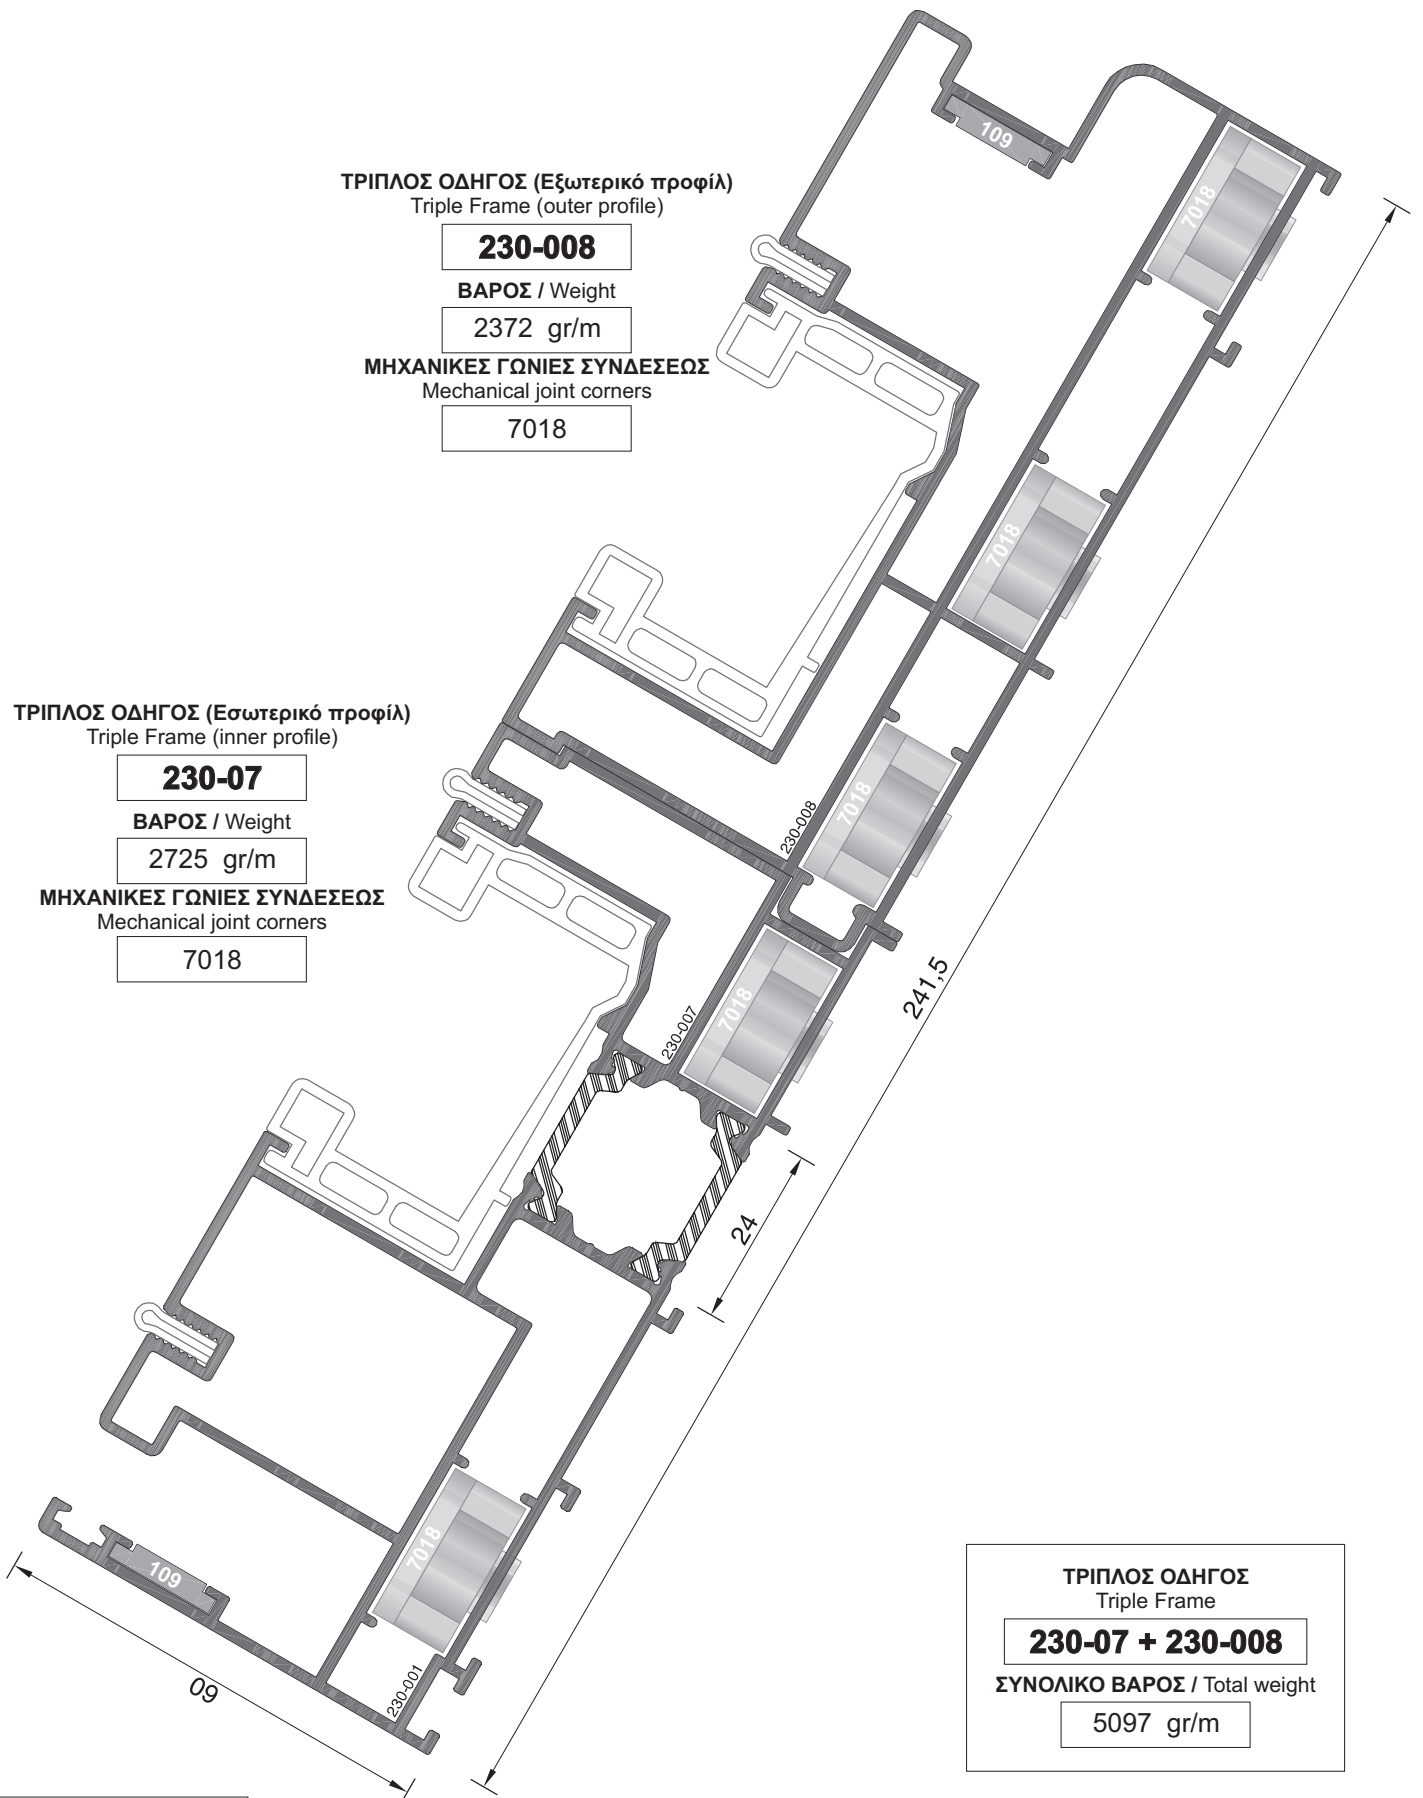 ΤΡΙΠΛΟΣ ΟΔΗΓΟΣ (Εξωτερικό προφίλ)
Triple Frame (outer profile)
230-008
ΒΑΡΟΣ / Weight
2372 gr/m
ΜΗΧΑΝΙΚΕΣ ΓΩΝΙΕΣ ΣΥΝΔΕΣΕΩΣ
Mechanical joint corners
7018
ΤΡΙΠΛΟΣ ΟΔΗΓΟΣ (Εσωτερικό προφίλ)
Triple Frame (inner profile)
230-07
ΒΑΡΟΣ / Weight
2725 gr/m
ΜΗΧΑΝΙΚΕΣ ΓΩΝΙΕΣ ΣΥΝΔΕΣΕΩΣ
Mechanical joint corners
7018
109
7018
7018
7018
230-008
7018
230-007
241,5
24
7018
109
230-001
60
ΤΡΙΠΛΟΣ ΟΔΗΓΟΣ
Triple Frame
230-07 + 230-008
ΣΥΝΟΛΙΚΟ ΒΑΡΟΣ / Total weight
5097 gr/m